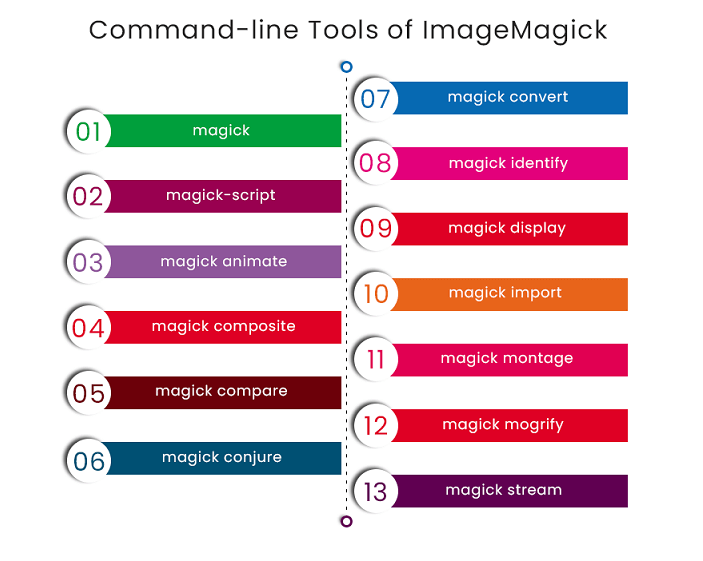 Command-line Tools of ImageMagick
01 magick
02 magick-script
03 magick animate
04 magick composite
05 magick compare
06 magick conjure
07 magick convert
08 magick identify
09 magick display
10 magick import
11 magick montage
12 magick mogrify
13 magick stream